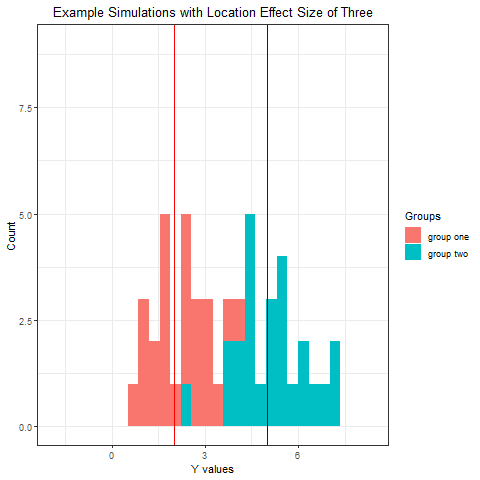 Example Simulations with Location Effect Size of Three
7.5
5.0
2.5
0.0
Count
0 3 6
Y values
Groups
group one
group two